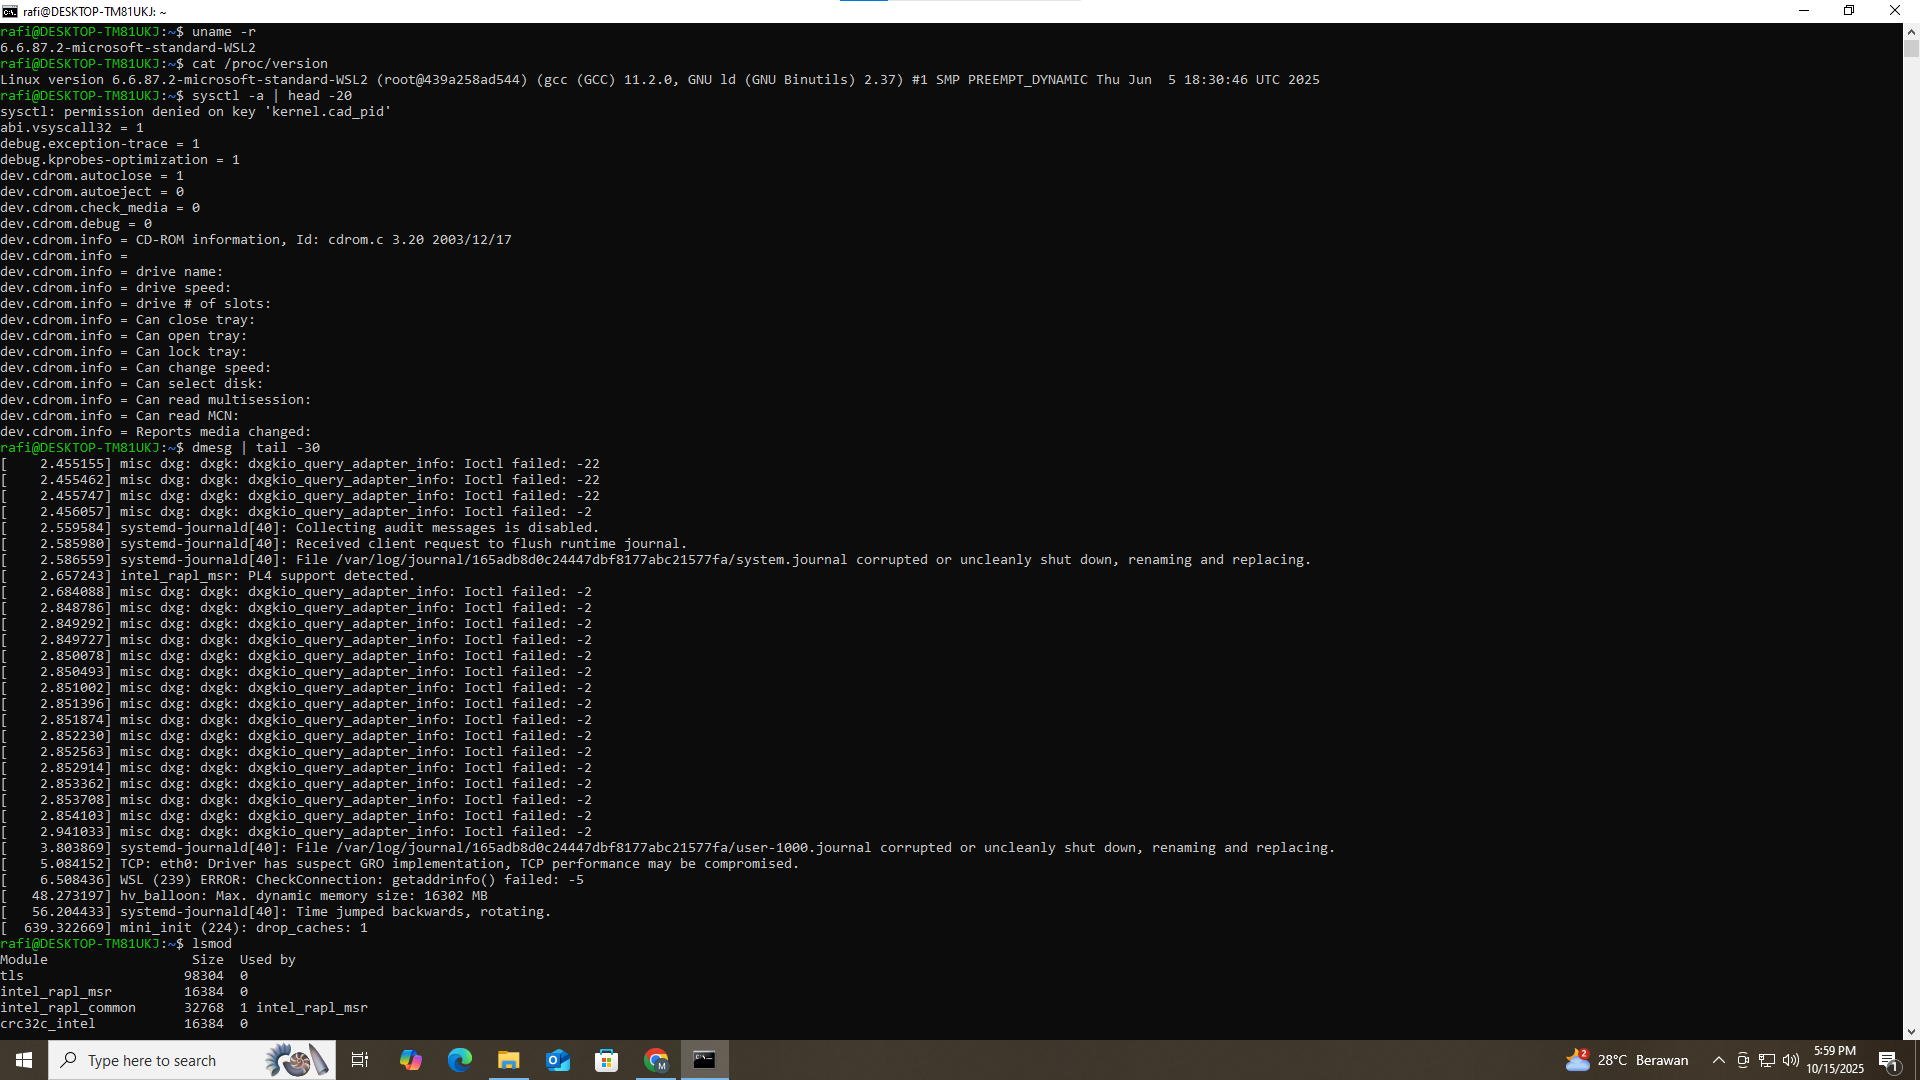 rafi@DESKTOP-TM81UKJ: ~
rafi@DESKTOP-TM81UKJ:~$ uname -r
6.6.87.2-microsoft-standard-WSL2
rafi@DESKTOP-TM81UKJ:~$ cat /proc/version
Linux version 6.6.87.2-microsoft-standard-WSL2 (root@439a258ad544) (gcc (GCC) 11.2.0, GNU ld (GNU Binutils) 2.37) #1 SMP PREEMPT_DYNAMIC Thu Jun  5 18:30:46 UTC 2025
rafi@DESKTOP-TM81UKJ:~$ sysctl -a | head -20
sysctl: permission denied on key 'kernel.cad_pid'
abi.vsyscall32 = 1
debug.exception-trace = 1
debug.kprobes-optimization = 1
dev.cdrom.autoclose = 1
dev.cdrom.autoeject = 0
dev.cdrom.check_media = 0
dev.cdrom.debug = 0
dev.cdrom.info = CD-ROM information, Id: cdrom.c 3.20 2003/12/17
dev.cdrom.info =
dev.cdrom.info = drive name:
dev.cdrom.info = drive speed:
dev.cdrom.info = drive # of slots:
dev.cdrom.info = Can close tray:
dev.cdrom.info = Can open tray:
dev.cdrom.info = Can lock tray:
dev.cdrom.info = Can change speed:
dev.cdrom.info = Can select disk:
dev.cdrom.info = Can read multisession:
dev.cdrom.info = Can read MCN:
dev.cdrom.info = Reports media changed:
rafi@DESKTOP-TM81UKJ:~$ dmesg | tail -30
[    2.455155] misc dxg: dxgk: dxgkio_query_adapter_info: Ioctl failed: -22
[    2.455462] misc dxg: dxgk: dxgkio_query_adapter_info: Ioctl failed: -22
[    2.455747] misc dxg: dxgk: dxgkio_query_adapter_info: Ioctl failed: -22
[    2.456057] misc dxg: dxgk: dxgkio_query_adapter_info: Ioctl failed: -2
[    2.559584] systemd-journald[40]: Collecting audit messages is disabled.
[    2.585980] systemd-journald[40]: Received client request to flush runtime journal.
[    2.586559] systemd-journald[40]: File /var/log/journal/165adb8d0c24447dbf8177abc21577fa/system.journal corrupted or uncleanly shut down, renaming and replacing.
[    2.657243] intel_rapl_msr: PL4 support detected.
[    2.684088] misc dxg: dxgk: dxgkio_query_adapter_info: Ioctl failed: -2
[    2.848786] misc dxg: dxgk: dxgkio_query_adapter_info: Ioctl failed: -2
[    2.849292] misc dxg: dxgk: dxgkio_query_adapter_info: Ioctl failed: -2
[    2.849727] misc dxg: dxgk: dxgkio_query_adapter_info: Ioctl failed: -2
[    2.850078] misc dxg: dxgk: dxgkio_query_adapter_info: Ioctl failed: -2
[    2.850493] misc dxg: dxgk: dxgkio_query_adapter_info: Ioctl failed: -2
[    2.851002] misc dxg: dxgk: dxgkio_query_adapter_info: Ioctl failed: -2
[    2.851396] misc dxg: dxgk: dxgkio_query_adapter_info: Ioctl failed: -2
[    2.851874] misc dxg: dxgk: dxgkio_query_adapter_info: Ioctl failed: -2
[    2.852230] misc dxg: dxgk: dxgkio_query_adapter_info: Ioctl failed: -2
[    2.852563] misc dxg: dxgk: dxgkio_query_adapter_info: Ioctl failed: -2
[    2.852914] misc dxg: dxgk: dxgkio_query_adapter_info: Ioctl failed: -2
[    2.853362] misc dxg: dxgk: dxgkio_query_adapter_info: Ioctl failed: -2
[    2.853708] misc dxg: dxgk: dxgkio_query_adapter_info: Ioctl failed: -2
[    2.854103] misc dxg: dxgk: dxgkio_query_adapter_info: Ioctl failed: -2
[    2.941033] misc dxg: dxgk: dxgkio_query_adapter_info: Ioctl failed: -2
[    3.803869] systemd-journald[40]: File /var/log/journal/165adb8d0c24447dbf8177abc21577fa/user-1000.journal corrupted or uncleanly shut down, renaming and replacing.
[    5.084152] TCP: eth0: Driver has suspect GRO implementation, TCP performance may be compromised.
[    6.508436] WSL (239) ERROR: CheckConnection: getaddrinfo() failed: -5
[   48.273197] hv_balloon: Max. dynamic memory size: 16302 MB
[   56.204433] systemd-journald[40]: Time jumped backwards, rotating.
[  639.322669] mini_init (224): drop_caches: 1
rafi@DESKTOP-TM81UKJ:~$ lsmod
Module                  Size  Used by
tls                    98304  0
intel_rapl_msr         16384  0
intel_rapl_common      32768  1 intel_rapl_msr
crc32c_intel           16384  0
Type here to search
2
28°C Berawan
5:59 PM
10/15/2025
1